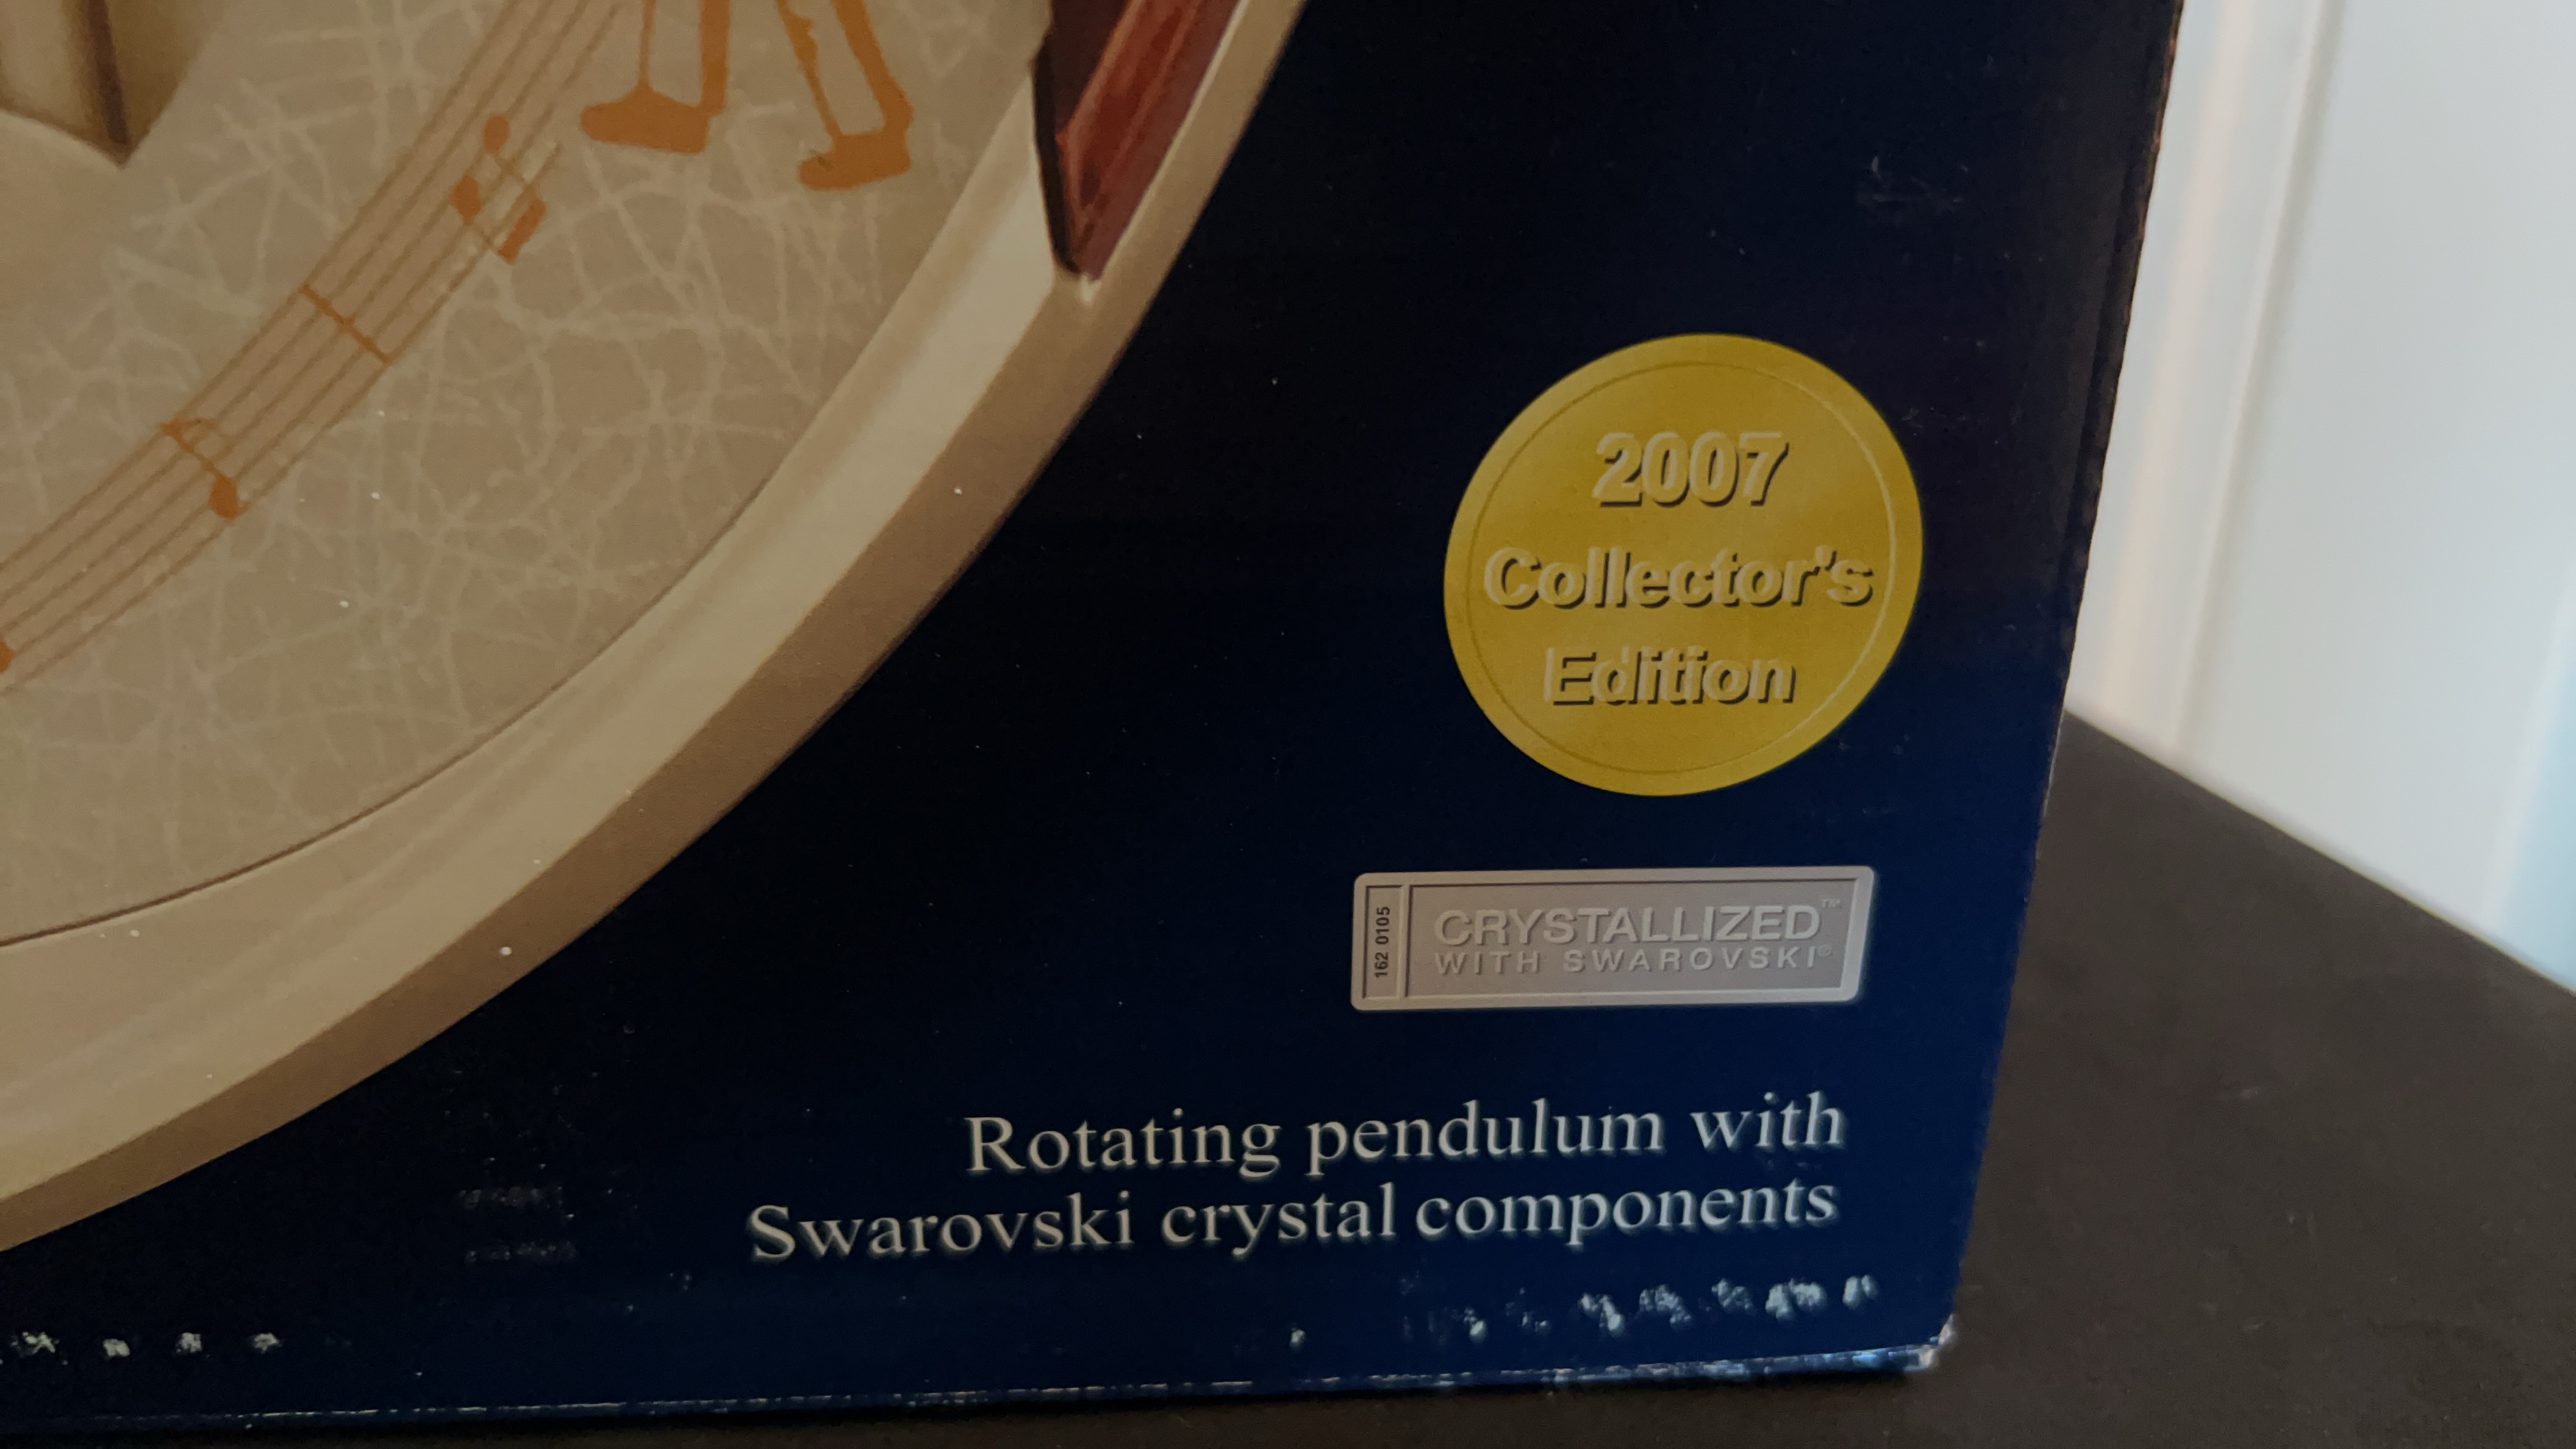 2007
Collector's
Edition
162 0105
CRYSTALLIZED™
WITH SWAROVSKI®
Rotating pendulum with
Swarovski crystal components